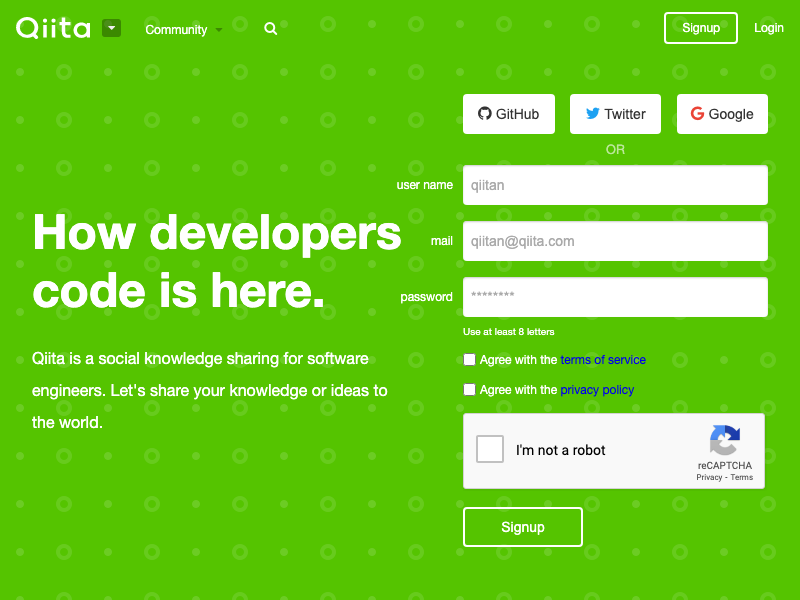 Qiita
Community
Signup
Login
GitHub
Twitter
Google
OR
user name
qiitan
mail
qiitan@qiita.com
password
********
Use at least 8 letters
Agree with the terms of service
Agree with the privacy policy
I'm not a robot
reCAPTCHA
Privacy - Terms
Signup
How developers
code is here.
Qiita is a social knowledge sharing for software
engineers. Let's share your knowledge or ideas to
the world.